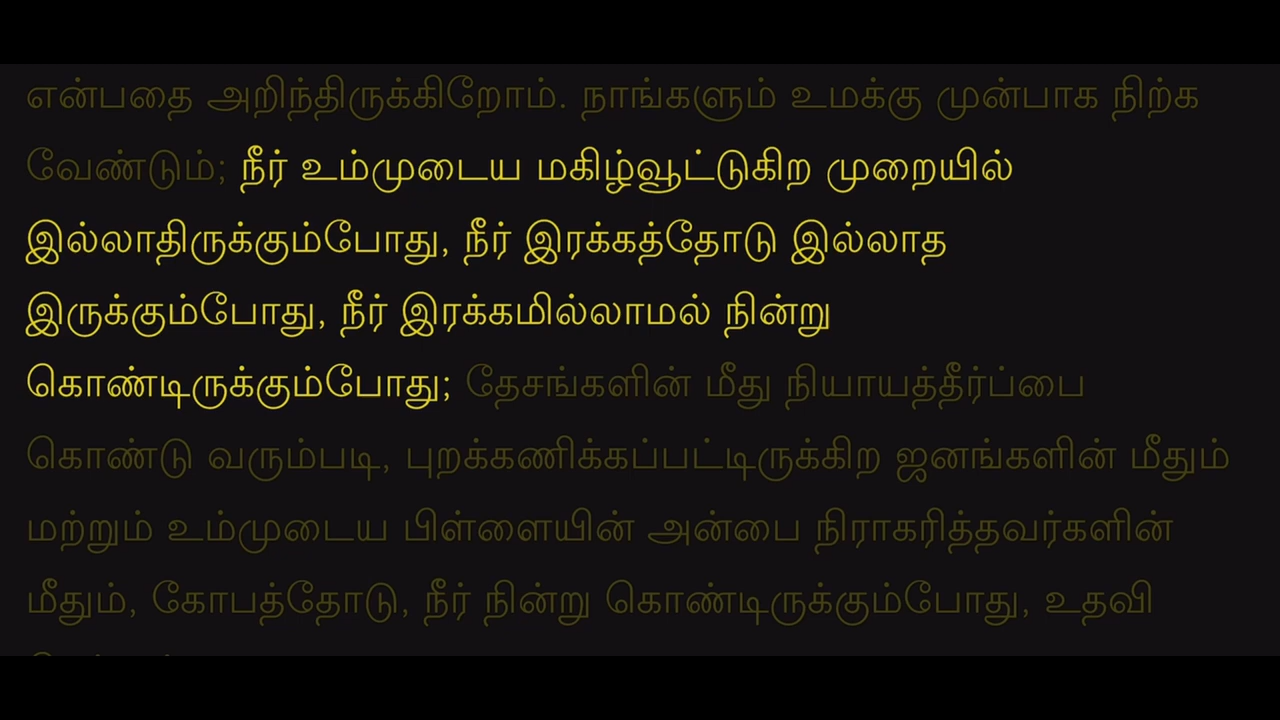 என்பதை அறிந்திருக்கிறோம். நாங்களும் உமக்கு முன்பாக நிற்க
வேண்டும்; நீர் உம்முடைய மகிழ்வூட்டுகிற முறையில்
இல்லாதிருக்கும்போது, நீர் இரக்கத்தோடு இல்லாத
இருக்கும்போது, நீர் இரக்கமில்லாமல் நின்று
கொண்டிருக்கும்போது; தேசங்களின் மீது நியாயத்தீர்ப்பை
கொண்டு வரும்படி, புறக்கணிக்கப்பட்டிருக்கிற ஜனங்களின் மீதும்
மற்றும் உம்முடைய பிள்ளையின் அன்பை நிராகரித்தவர்களின்
மீதும், கோபத்தோடு, நீர் நின்று கொண்டிருக்கும்போது, உதவி